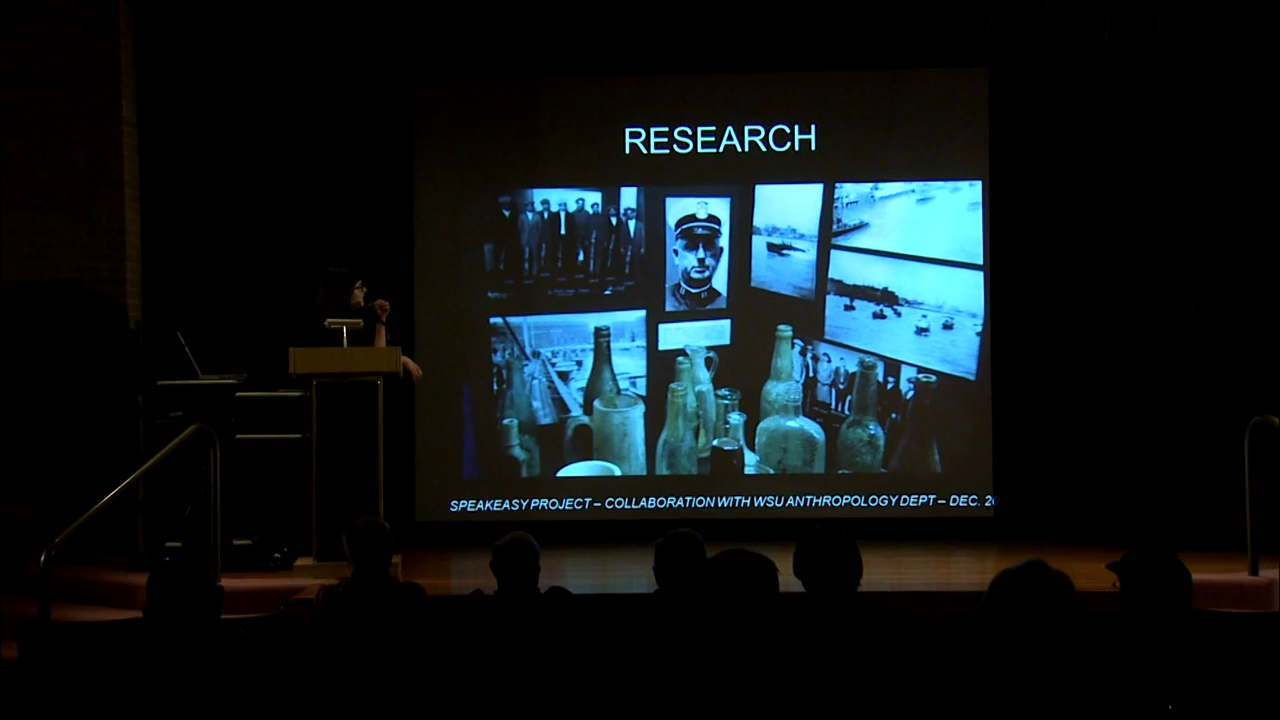 RESEARCH
SPEAKEASY PROJECT – COLLABORATION WITH WSU ANTHROPOLOGY DEPT – DEC.